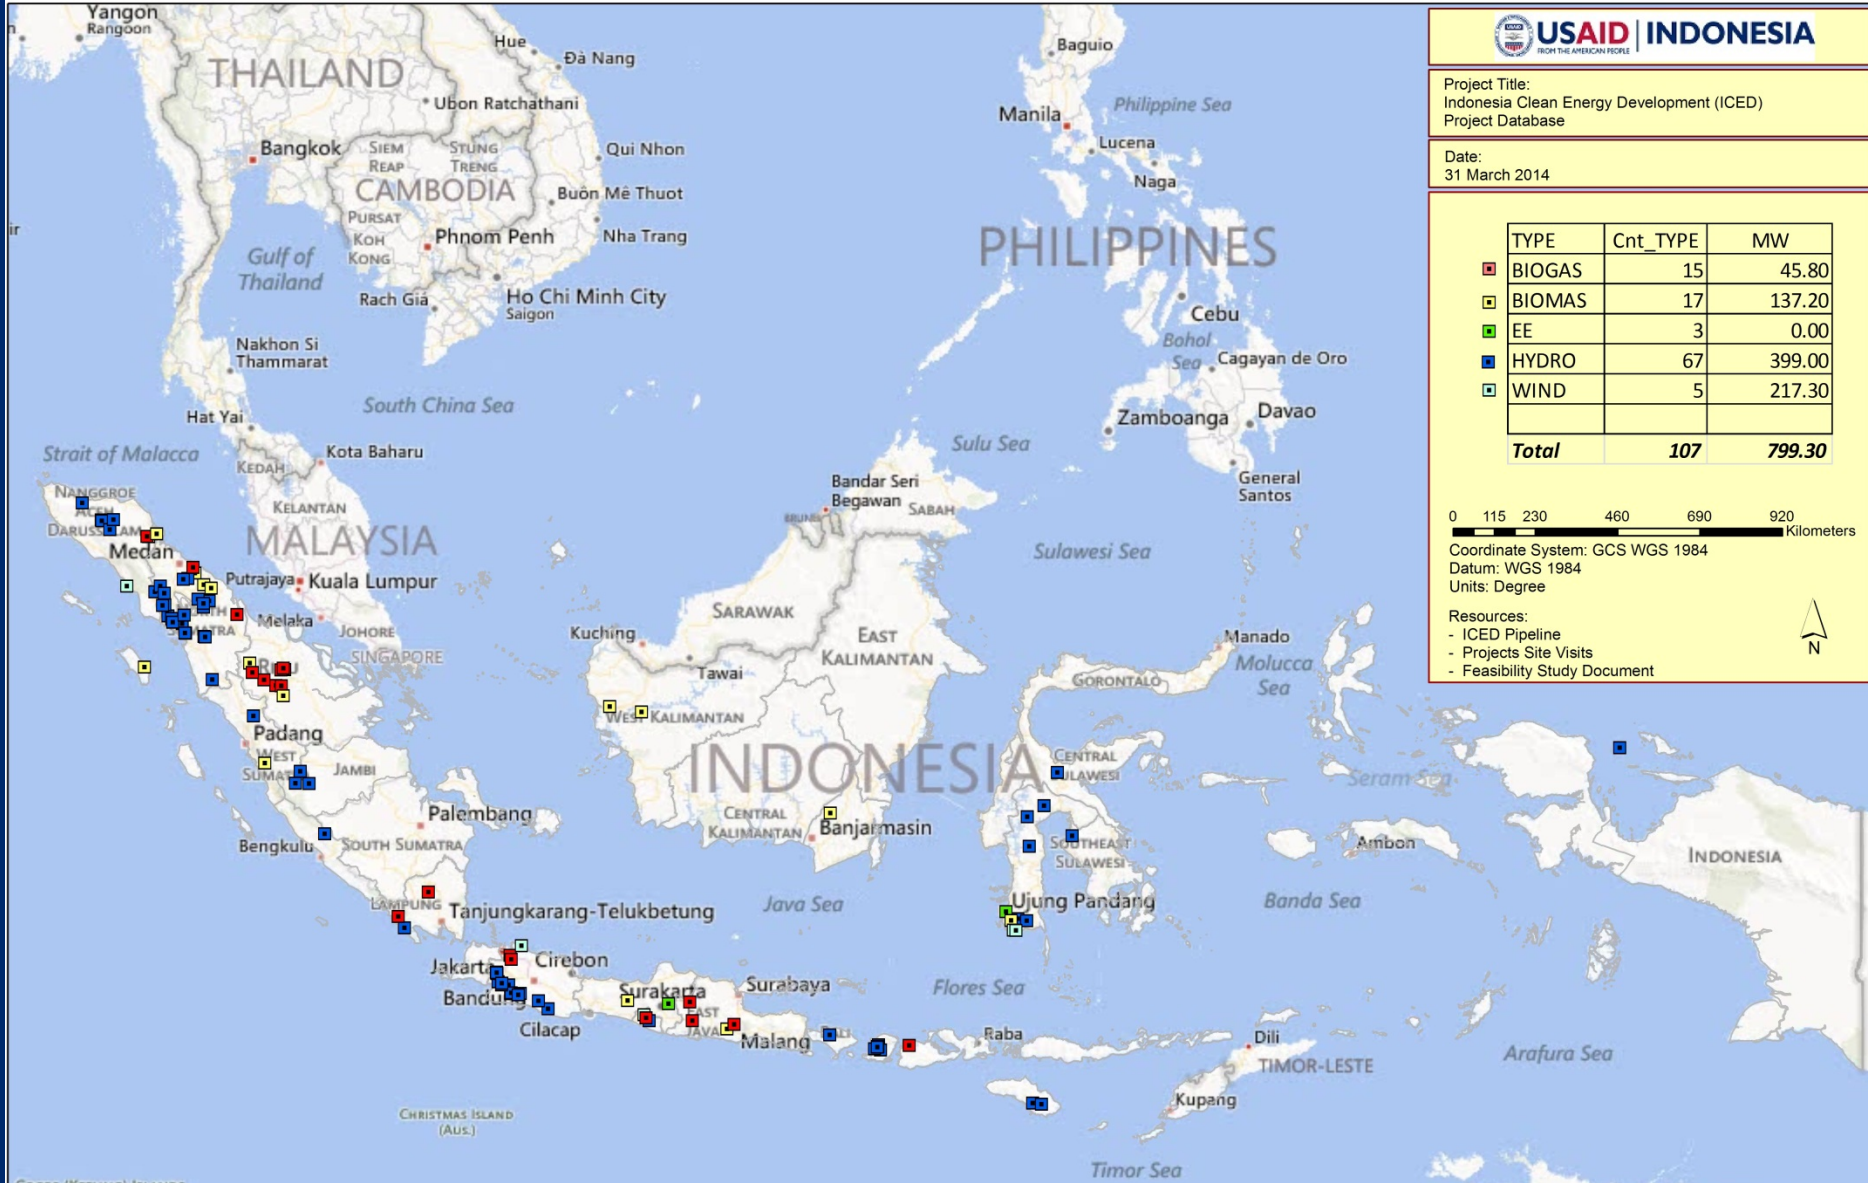 Yangon
Rangoon
THAILAND
Hue
Đà Nang
Ubon Ratchathani
Bangkok
SIEM
REAP
STUNG
TRENG
Qui Nhon
CAMBODIA
Buôn Mê Thuot
PURSAT
KOH
KONG
Phnom Penh
Nha Trang
Gulf of
Thailand
Rach Giá
Ho Chi Minh City
Saigon
Nakhon Si
Thammarat
Hat Yai
South China Sea
Baguio
Manila
Philippine Sea
Lucena
Naga
PHILIPPINES
Cebu
Bohol
Sea
Cagayan de Oro
Zamboanga
Davao
Sulu Sea
General
Santos
Strait of Malacca
KEDAH
Kota Baharu
KELANTAN
MALAYSIA
Putrajaya
Kuala Lumpur
Melaka
JOHORE
SINGAPORE
NANGGROE
ACEH
Medan
Bandar Seri
Begawan
SABAH
Sulawesi Sea
SARAWAK
Kuching
EAST
KALIMANTAN
Tawai
WEST KALIMANTAN
INDONESIA
CENTRAL
KALIMANTAN
Banjarmasin
Manado
Molucca
Sea
GORONTALO
CENTRAL
SULAWESI
Seram Sea
SOUTHEAST
SULAWESI
Ambon
INDONESIA
Ujung Pandang
Banda Sea
Padang
WEST
JAMBI
Palembang
Bengkulu
SOUTH SUMATRA
LAMPUNG
Tanjungkarang-Telukbetung
Java Sea
Jakarta
Cirebon
Bandung
Cilacap
Surakarta
Surabaya
EAST
JAVA
Malang
Flores Sea
Raba
Dili
TIMOR-LESTE
Kupang
Arafura Sea
CHRISTMAS ISLAND
(AUS.)
Timor Sea
USAID | INDONESIA
FROM THE AMERICAN PEOPLE
Project Title:
Indonesia Clean Energy Development (ICED)
Project Database
Date:
31 March 2014
TYPE Cnt_TYPE MW
BIOGAS 15 45.80
BIOMAS 17 137.20
EE 3 0.00
HYDRO 67 399.00
WIND 5 217.30
Total 107 799.30
0 115 230 460 690 920
Kilometers
Coordinate System: GCS WGS 1984
Datum: WGS 1984
Units: Degree
Resources:
- ICED Pipeline
- Projects Site Visits
- Feasibility Study Document
N